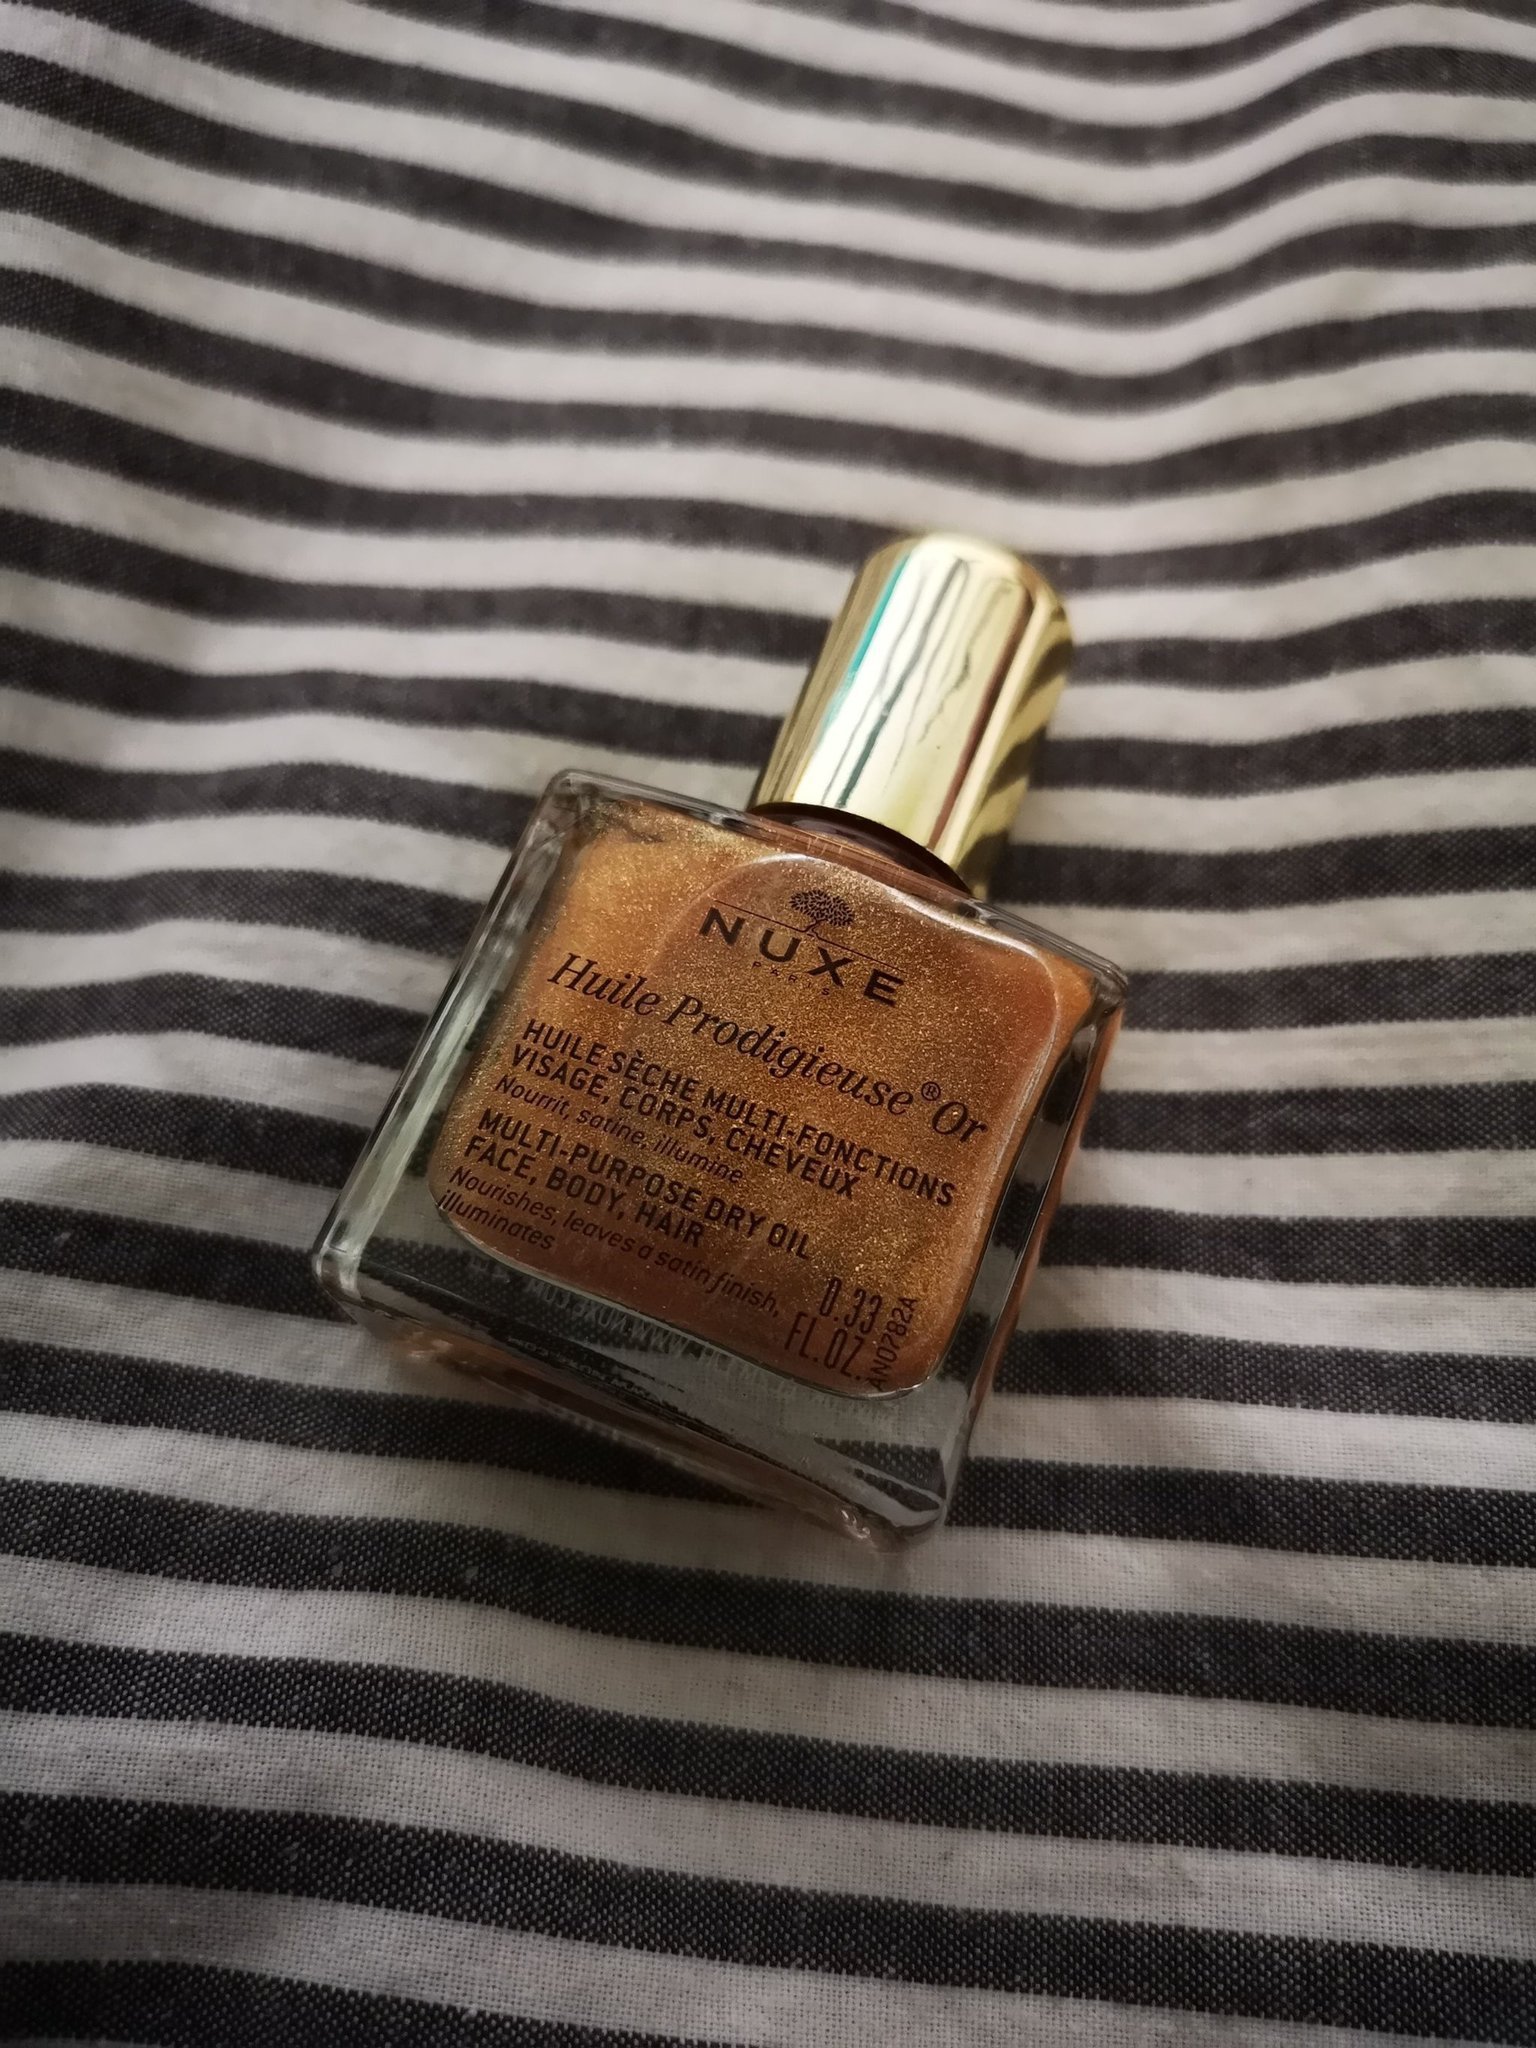 NUXE
PARIS
Huile Prodigieuse® Or
HUILE SÈCHE MULTI-FONCTIONS
VISAGE, CORPS, CHEVEUX
Nourrit, satine, illumine
MULTI-PURPOSE DRY OIL
FACE, BODY, HAIR
Nourishes, leaves a satin finish,
illuminates
0.33
FL.OZ.
AN0782A